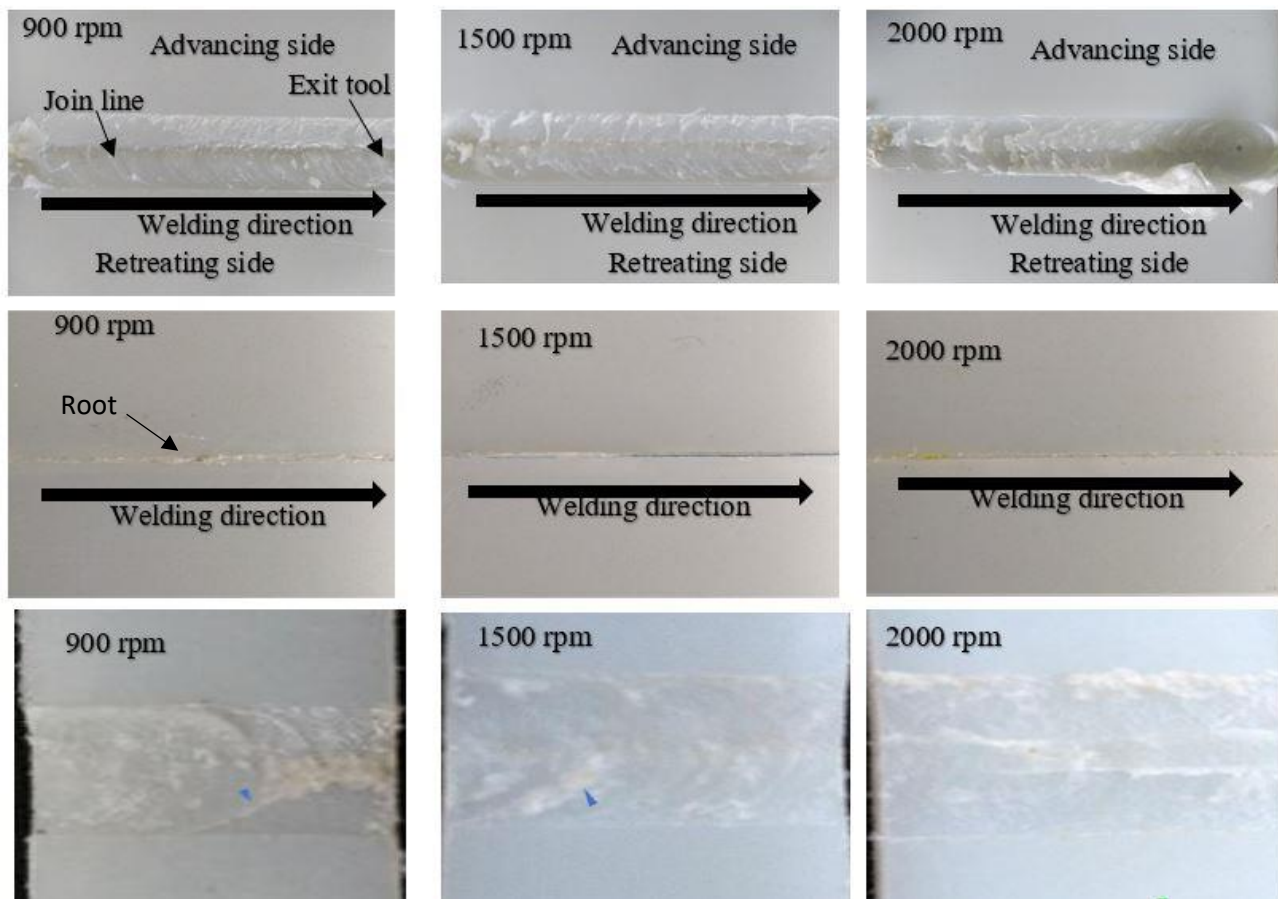 900 rpm
Advancing side
Join line
Exit tool
Welding direction
Retreating side
1500 rpm
Advancing side
Welding direction
Retreating side
2000 rpm
Advancing side
Welding direction
Retreating side
900 rpm
Root
Welding direction
1500 rpm
Welding direction
2000 rpm
Welding direction
900 rpm
1500 rpm
2000 rpm